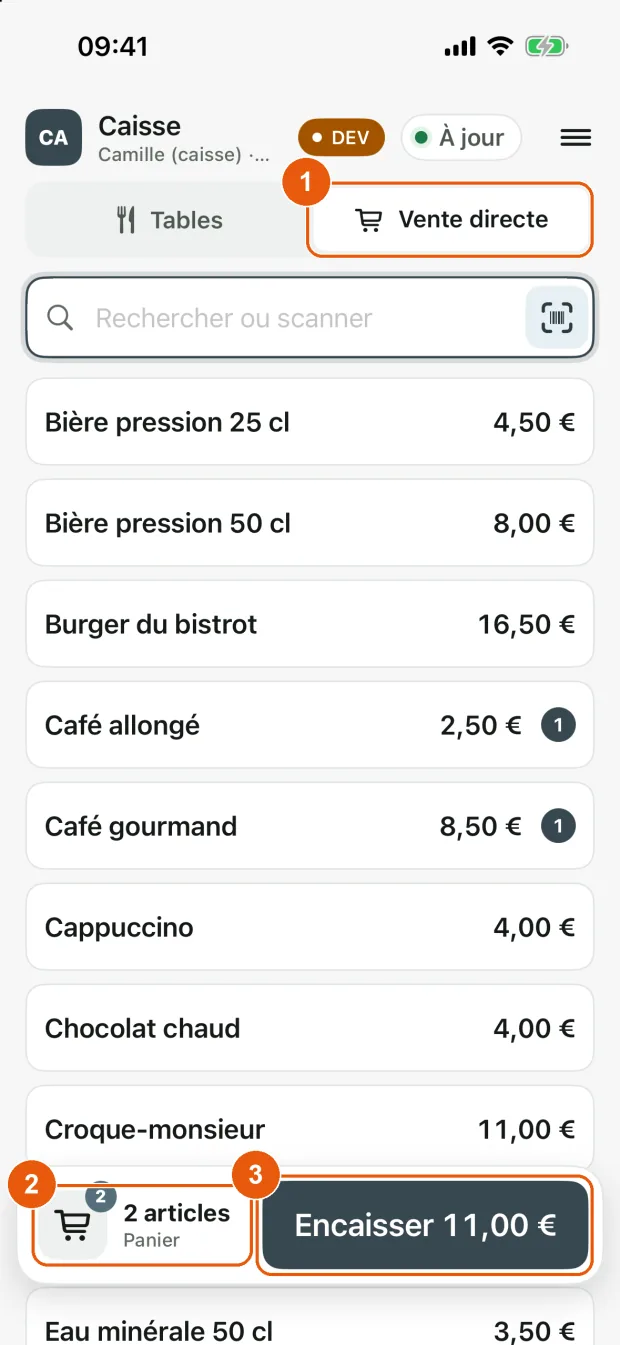 09:41
CA
Caisse
Camille (caisse) ·...
DEV
À jour
1
Tables
Vente directe
Rechercher ou scanner
Bière pression 25 cl 4,50 €
Bière pression 50 cl 8,00 €
Burger du bistrot 16,50 €
Café allongé 2,50 € 1
Café gourmand 8,50 € 1
Cappuccino 4,00 €
Chocolat chaud 4,00 €
Croque-monsieur 11,00 €
2
2
2 articles
Panier
3
Encaisser 11,00 €
Eau minérale 50 cl 3,50 €